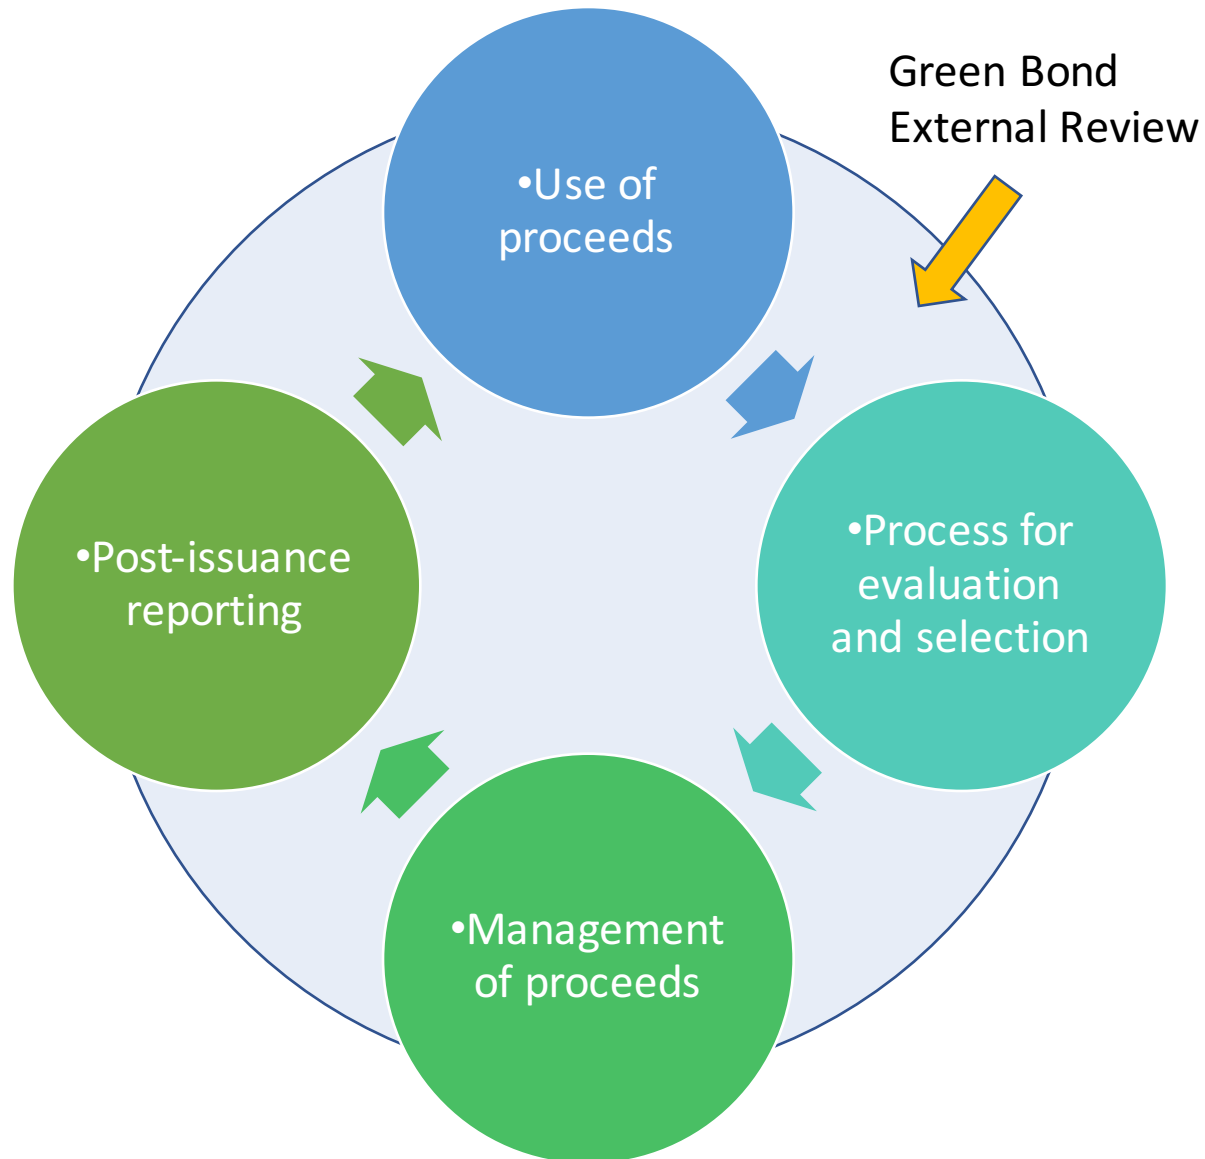 Green Bond
External Review
•Use of
proceeds
•Process for
evaluation
and selection
•Management
of proceeds
•Post-issuance
reporting